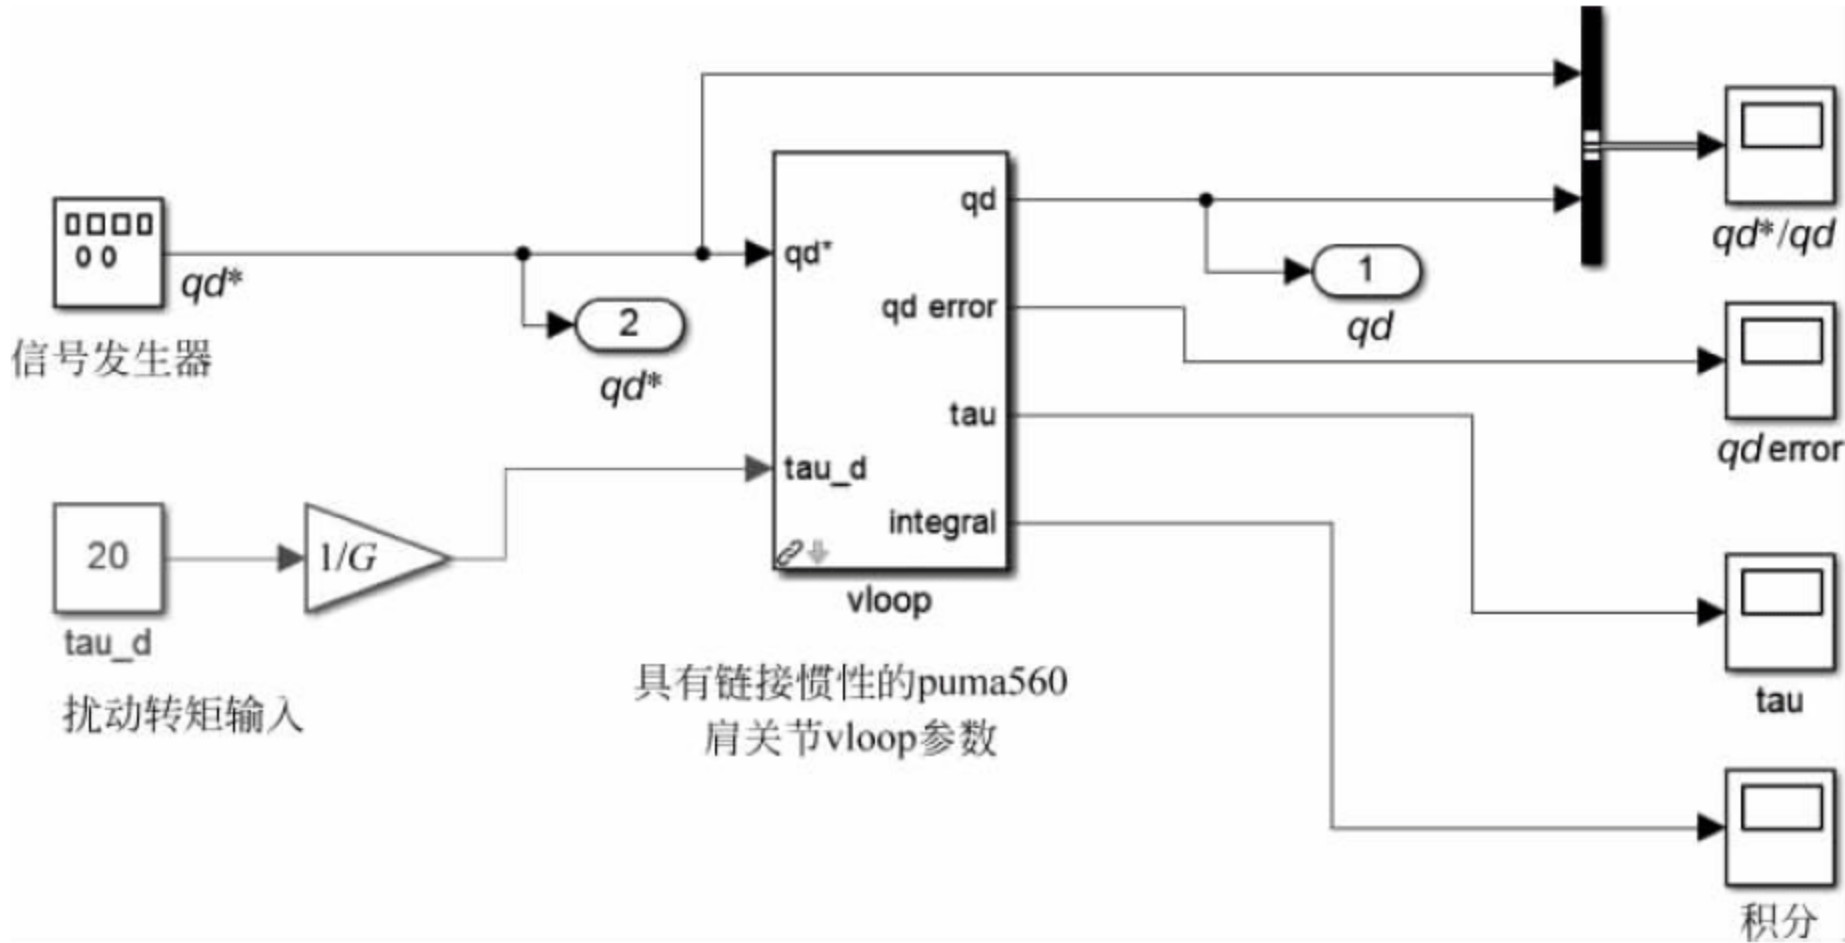 qd*
信号发生器
2
qd*
20
tau_d
扰动转矩输入
1/G
qd*
tau_d
qd
qd error
tau
integral
vloop
具有链接惯性的puma560
肩关节vloop参数
1
qd
qd*/qd
qd error
tau
积分